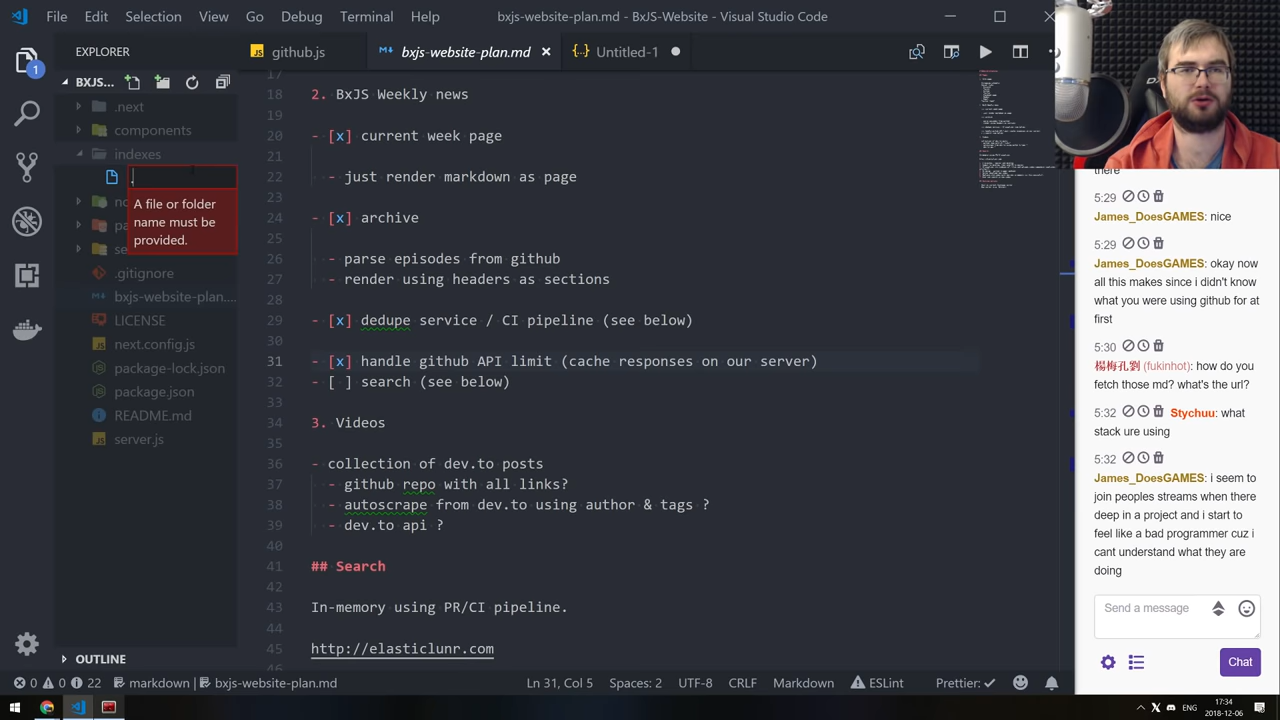 File Edit Selection View Go Debug Terminal Help bxjs-website-plan.md - BxJS-Website - Visual Studio Code
EXPLORER
github.js bxjs-website-plan.md Untitled-1
BXJS...
.next
components
indexes
.
A file or folder
name must be
provided.
.gitignore
bxjs-website-plan....
LICENSE
next.config.js
package-lock.json
package.json
README.md
server.js
OUTLINE
1
17
18 2. BxJS Weekly news
19
20 - [x] current week page
21
22 - just render markdown as page
23
24 - [x] archive
25
26 - parse episodes from github
27 - render using headers as sections
28
29 - [x] dedupe service / CI pipeline (see below)
30
31 - [x] handle github API limit (cache responses on our server)
32 - [ ] search (see below)
33
34 3. Videos
35
36 - collection of dev.to posts
37 - github repo with all links?
38 - autoscrape from dev.to using author & tags ?
39 - dev.to api ?
40
41 ## Search
42
43 In-memory using PR/CI pipeline.
44
45 http://elasticlunr.com
there
5:29
James_DoesGAMES: nice
5:29
James_DoesGAMES: okay now
all this makes since i didn't know
what you were using github for at
first
5:30
楊梅孔劉 (fukinhot): how do you
fetch those md? what's the url?
5:32 Stychuu: what
stack ure using
5:32
James_DoesGAMES: i seem to
join peoples streams when there
deep in a project and i start to
feel like a bad programmer cuz i
cant understand what they are
doing
Send a message
Chat
0 0 22 markdown bxjs-website-plan.md Ln 31, Col 5 Spaces: 2 UTF-8 CRLF Markdown ESLint Prettier: ✓
ENG 17:34
2018-12-06